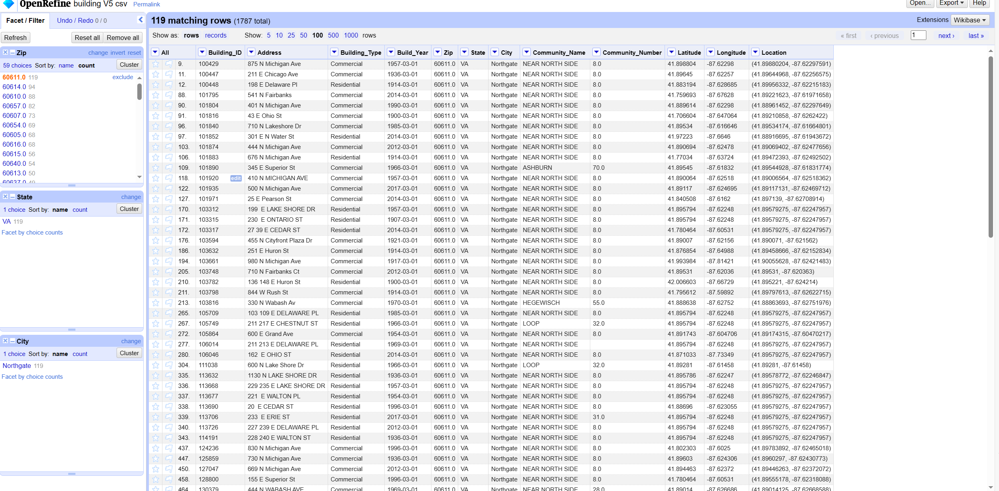 OpenRefine building V5 csv Permalink Open... Export Help
Facet / Filter Undo / Redo 0 / 0
Refresh Reset all Remove all
Zip change invert reset
59 choices Sort by: name count Cluster
60611.0 119 exclude
60614.0 94
60610.0 88
60657.0 82
60607.0 73
60654.0 69
60605.0 68
60616.0 68
60615.0 56
60640.0 54
60613.0 50
60637.0 49
State change
1 choice Sort by: name count Cluster
VA 119
Facet by choice counts
City change
1 choice Sort by: name count Cluster
Northgate 119
Facet by choice counts
119 matching rows (1787 total) Extensions Wikibase
Show as: rows records Show: 5 10 25 50 100 500 1000 rows « first ‹ previous 1 next › last »
All Building_ID Address Building_Type Build_Year Zip State City Community_Name Community_Number Latitude Longitude Location
9. 100429 875 N Michigan Ave Commercial 1957-03-01 60611.0 VA Northgate NEAR NORTH SIDE 8.0 41.898804 -87.62298 (41.89880204, -87.62297591)
11. 100447 211 E Chicago Ave Commercial 1936-03-01 60611.0 VA Northgate NEAR NORTH SIDE 8.0 41.89645 -87.62257 (41.89644968, -87.62256575)
12. 100448 198 E Delaware Pl Residential 1914-03-01 60611.0 VA Northgate NEAR NORTH SIDE 8.0 41.883194 -87.628685 (41.89956332, -87.62215183)
88. 101795 541 N Fairbanks Commercial 2014-03-01 60611.0 VA Northgate NEAR NORTH SIDE 8.0 41.759693 -87.67628 (41.89221623, -87.61971658)
90. 101804 401 N Michigan Ave Commercial 1990-03-01 60611.0 VA Northgate NEAR NORTH SIDE 8.0 41.889614 -87.62298 (41.88961452, -87.62297649)
91. 101816 43 E Ohio St Commercial 1900-03-01 60611.0 VA Northgate NEAR NORTH SIDE 8.0 41.706604 -87.647064 (41.89210858, -87.6262422)
96. 101840 710 N Lakeshore Dr Commercial 1985-03-01 60611.0 VA Northgate NEAR NORTH SIDE 8.0 41.89534 -87.616646 (41.89534174, -87.61664801)
97. 101852 301 E N Water St Residential 2014-03-01 60611.0 VA Northgate NEAR NORTH SIDE 8.0 41.97223 -87.6646 (41.88916695, -87.61943672)
103. 101874 444 N Michigan Ave Commercial 2012-03-01 60611.0 VA Northgate NEAR NORTH SIDE 8.0 41.890694 -87.62478 (41.89069402, -87.62477656)
106. 101883 676 N Michigan Ave Residential 1914-03-01 60611.0 VA Northgate NEAR NORTH SIDE 8.0 41.77034 -87.63724 (41.89472393, -87.62492502)
109. 101890 345 E Superior St Commercial 1966-03-01 60611.0 VA Northgate ASHBURN 70.0 41.89545 -87.61832 (41.89544928, -87.61831774)
118. 101920 edit 410 N MICHIGAN AVE Commercial 1957-03-01 60611.0 VA Northgate NEAR NORTH SIDE 8.0 41.890064 -87.62518 (41.89006564, -87.62518362)
122. 101935 500 N Michigan Ave Commercial 2017-03-01 60611.0 VA Northgate NEAR NORTH SIDE 8.0 41.89117 -87.624695 (41.89117131, -87.62469712)
127. 101971 25 E Pearson St Commercial 2014-03-01 60611.0 VA Northgate NEAR NORTH SIDE 8.0 41.840508 -87.6162 (41.897139, -87.62708914)
170. 103312 199  E LAKE SHORE DR Residential 1957-03-01 60611.0 VA Northgate NEAR NORTH SIDE 8.0 41.895794 -87.62248 (41.89579275, -87.62247957)
171. 103315 230  E ONTARIO ST Residential 1907-03-01 60611.0 VA Northgate NEAR NORTH SIDE 8.0 41.895794 -87.62248 (41.89579275, -87.62247957)
172. 103317 27 39 E CEDAR ST Residential 2014-03-01 60611.0 VA Northgate NEAR NORTH SIDE 8.0 41.780464 -87.60531 (41.89579275, -87.62247957)
176. 103594 455 N Cityfront Plaza Dr Commercial 1921-03-01 60611.0 VA Northgate NEAR NORTH SIDE 8.0 41.89007 -87.62156 (41.890071, -87.621562)
186. 103632 251 E Huron St Commercial 1914-03-01 60611.0 VA Northgate NEAR NORTH SIDE 8.0 41.876854 -87.64988 (41.89458666, -87.62152834)
194. 103661 980 N Michigan Ave Commercial 1917-03-01 60611.0 VA Northgate NEAR NORTH SIDE 8.0 41.993984 -87.81421 (41.90055628, -87.62421483)
205. 103748 710 N Fairbanks Ct Commercial 2012-03-01 60611.0 VA Northgate NEAR NORTH SIDE 8.0 41.89531 -87.62036 (41.89531, -87.620363)
210. 103782 136 148 E Huron St Residential 1900-03-01 60611.0 VA Northgate NEAR NORTH SIDE 8.0 42.006603 -87.66729 (41.895221, -87.624214)
211. 103798 844 W Rush St Commercial 1914-03-01 60611.0 VA Northgate NEAR NORTH SIDE 8.0 41.795612 -87.59892 (41.89797613, -87.62622715)
213. 103816 330 N Wabash Av Commercial 1970-03-01 60611.0 VA Northgate HEGEWISCH 55.0 41.888638 -87.62752 (41.88863693, -87.62751976)
265. 105709 103 109 E DELAWARE PL Residential 1985-03-01 60611.0 VA Northgate NEAR NORTH SIDE 8.0 41.895794 -87.62248 (41.89579275, -87.62247957)
267. 105749 211 217 E CHESTNUT ST Residential 1966-03-01 60611.0 VA Northgate LOOP 32.0 41.895794 -87.62248 (41.89579275, -87.62247957)
272. 105864 600 E Grand Ave Commercial 1954-03-01 60611.0 VA Northgate NEAR NORTH SIDE 8.0 41.891743 -87.604706 (41.89174315, -87.60470217)
277. 106014 211 213 E DELAWARE PL Residential 1969-03-01 60611.0 VA Northgate NEAR NORTH SIDE 41.895794 -87.62248 (41.89579275, -87.62247957)
280. 106046 162  E OHIO ST Residential 2014-03-01 60611.0 VA Northgate NEAR NORTH SIDE 8.0 41.871033 -87.73349 (41.89579275, -87.62247957)
304. 111038 600 N Lake Shore Dr Residential 1966-03-01 60611.0 VA Northgate LOOP 32.0 41.89281 -87.61458 (41.89281, -87.61458)
335. 113632 1130 N LAKE SHORE DR Residential 1936-03-01 60611.0 VA Northgate NEAR NORTH SIDE 8.0 41.895786 -87.62247 (41.89578772, -87.62246847)
336. 113668 229 235 E LAKE SHORE DR Residential 1957-03-01 60611.0 VA Northgate NEAR NORTH SIDE 8.0 41.895794 -87.62248 (41.89579275, -87.62247957)
337. 113677 221  E WALTON PL Residential 1954-03-01 60611.0 VA Northgate NEAR NORTH SIDE 8.0 41.895794 -87.62248 (41.89579275, -87.62247957)
338. 113690 20  E CEDAR ST Residential 1996-03-01 60611.0 VA Northgate NEAR NORTH SIDE 8.0 41.88696 -87.623055 (41.89579275, -87.62247957)
339. 113706 233  E ERIE ST Residential 2017-03-01 60611.0 VA Northgate NEAR NORTH SIDE 31.0 41.895794 -87.62248 (41.89579275, -87.62247957)
340. 113726 227 239 E DELAWARE PL Residential 2012-03-01 60611.0 VA Northgate NEAR NORTH SIDE 8.0 41.895794 -87.62248 (41.89579275, -87.62247957)
343. 114191 228 240 E WALTON ST Residential 1936-03-01 60611.0 VA Northgate NEAR NORTH SIDE 8.0 41.895794 -87.62248 (41.89579275, -87.62247957)
437. 124236 830 N Michigan Ave Commercial 1996-03-01 60611.0 VA Northgate NEAR NORTH SIDE 8.0 41.802303 -87.6025 (41.89783892, -87.62465018)
447. 125859 730 N Michigan Ave Commercial 1936-03-01 60611.0 VA Northgate NEAR NORTH SIDE 8.0 41.89603 -87.624306 (41.8960297, -87.62430773)
450. 127047 669 N Michigan Ave Commercial 2012-03-01 60611.0 VA Northgate NEAR NORTH SIDE 8.0 41.894463 -87.62372 (41.89446263, -87.62372072)
458. 128800 155 E Superior St Commercial 1996-03-01 60611.0 VA Northgate NEAR NORTH SIDE 8.0 41.780464 -87.60531 (41.89555178, -87.62318088)
464. 130379 444 N WABASH AVE Commercial 1969-03-01 60611.0 VA Northgate NEAR NORTH SIDE 28.0 41.89014 -87.626686 (41.89014125, -87.62668588)